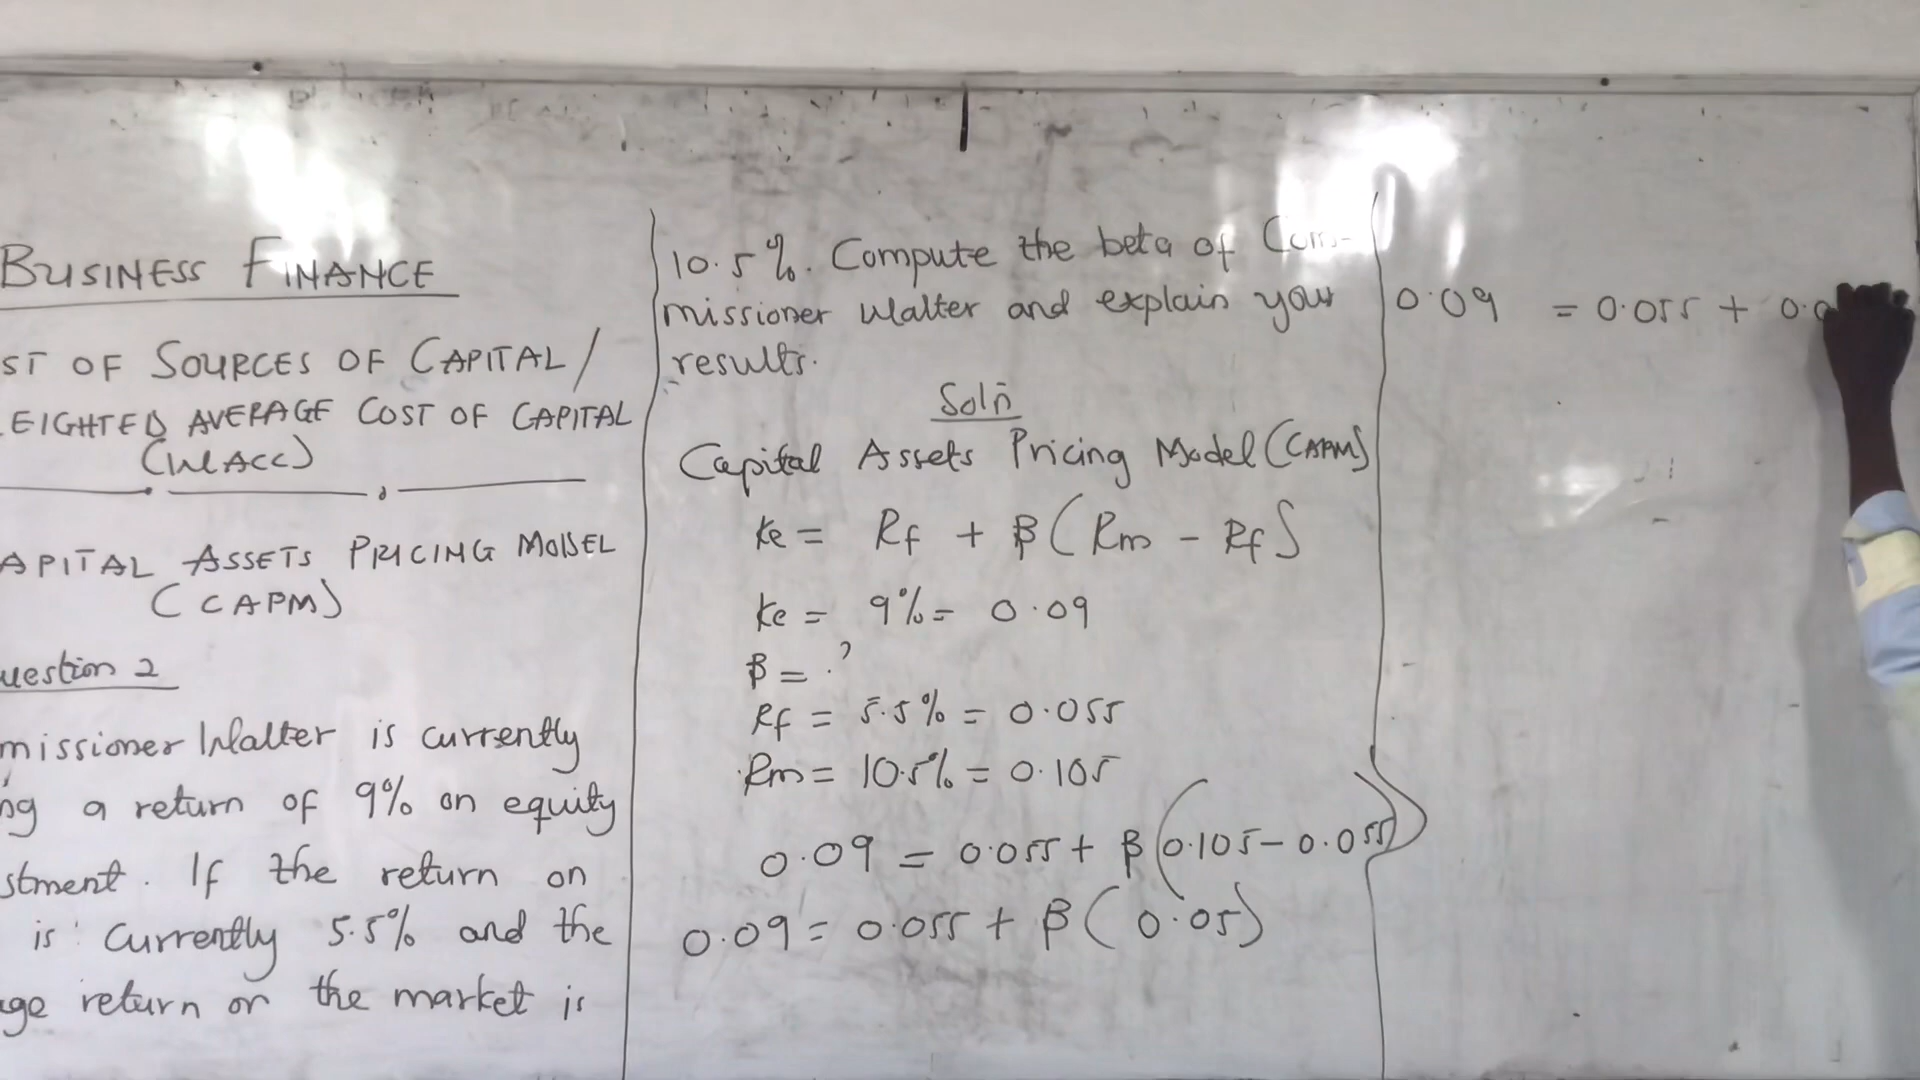 BUSINESS FINANCE
ST OF SOURCES OF CAPITAL /
EIGHTED AVERAGE COST OF CAPITAL
(WACC)
APITAL ASSETS PRICING MODEL
(CAPM)
uestion 2
missioner Walter is currently
ng a return of 9% on equity
stment. If the return on
is currently 5.5% and the
age return on the market is
10.5%. Compute the beta of Com-
missioner Walter and explain your
results.
Soln
Capital Assets Pricing Model (CAPM)
Ke = Rf + β(Rm - Rf)
Ke = 9% = 0.09
β = ?
Rf = 5.5% = 0.055
Rm = 10.5% = 0.105
0.09 = 0.055 + β(0.105 - 0.055)
0.09 = 0.055 + β(0.05)
0.09 = 0.055 + 0.0